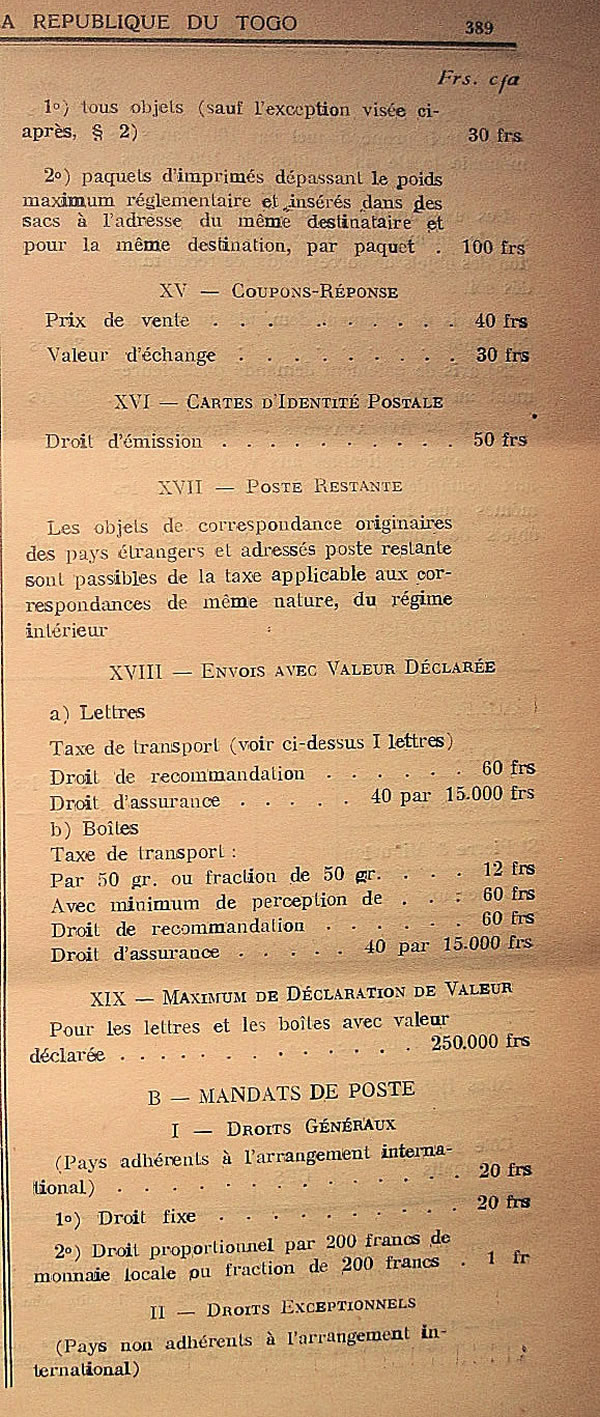 A REPUBLIQUE DU TOGO 389
Frs. cfa
1o) tous objets (sauf l'exception visée ci-
après, § 2) 30 frs
2o) paquets d'imprimés dépassant le poids
maximum réglementaire et insérés dans des
sacs à l'adresse du même destinataire et
pour la même destination, par paquet . 100 frs
XV — COUPONS-RÉPONSE
Prix de vente . . . . . . . . . . 40 frs
Valeur d'échange . . . . . . . . . 30 frs
XVI — CARTES D'IDENTITÉ POSTALE
Droit d'émission . . . . . . . . . . 50 frs
XVII — POSTE RESTANTE
Les objets de correspondance originaires
des pays étrangers et adressés poste restante
sont passibles de la taxe applicable aux cor-
respondances de même nature, du régime
intérieur
XVIII — ENVOIS AVEC VALEUR DÉCLARÉE
a) Lettres
Taxe de transport (voir ci-dessus I lettres)
Droit de recommandation . . . . . . 60 frs
Droit d'assurance . . . . . 40 par 15.000 frs
b) Boîtes
Taxe de transport :
Par 50 gr. ou fraction de 50 gr. . . . 12 frs
Avec minimum de perception de . . : 60 frs
Droit de recommandation . . . . . . 60 frs
Droit d'assurance . . . . . 40 par 15.000 frs
XIX — MAXIMUM DE DÉCLARATION DE VALEUR
Pour les lettres et les boîtes avec valeur
déclarée . . . . . . . . . . . . . 250.000 frs
B — MANDATS DE POSTE
I — DROITS GÉNÉRAUX
(Pays adhérents à l'arrangement interna-
tional) . . . . . . . . . . . . . 20 frs
1o) Droit fixe . . . . . . . . . . 20 frs
2o) Droit proportionnel par 200 francs de
monnaie locale ou fraction de 200 francs . 1 fr
II — DROITS EXCEPTIONNELS
(Pays non adhérents à l'arrangement in-
ternational)